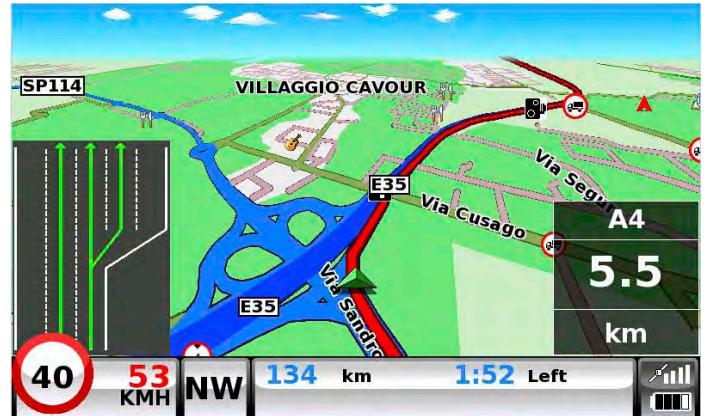 SP114
VILLAGGIO CAVOUR
E35
Via Cusago
Via Segur
E35
Via Sandro
A4
5.5
km
40
53
KMH
NW
134 km
1:52 Left